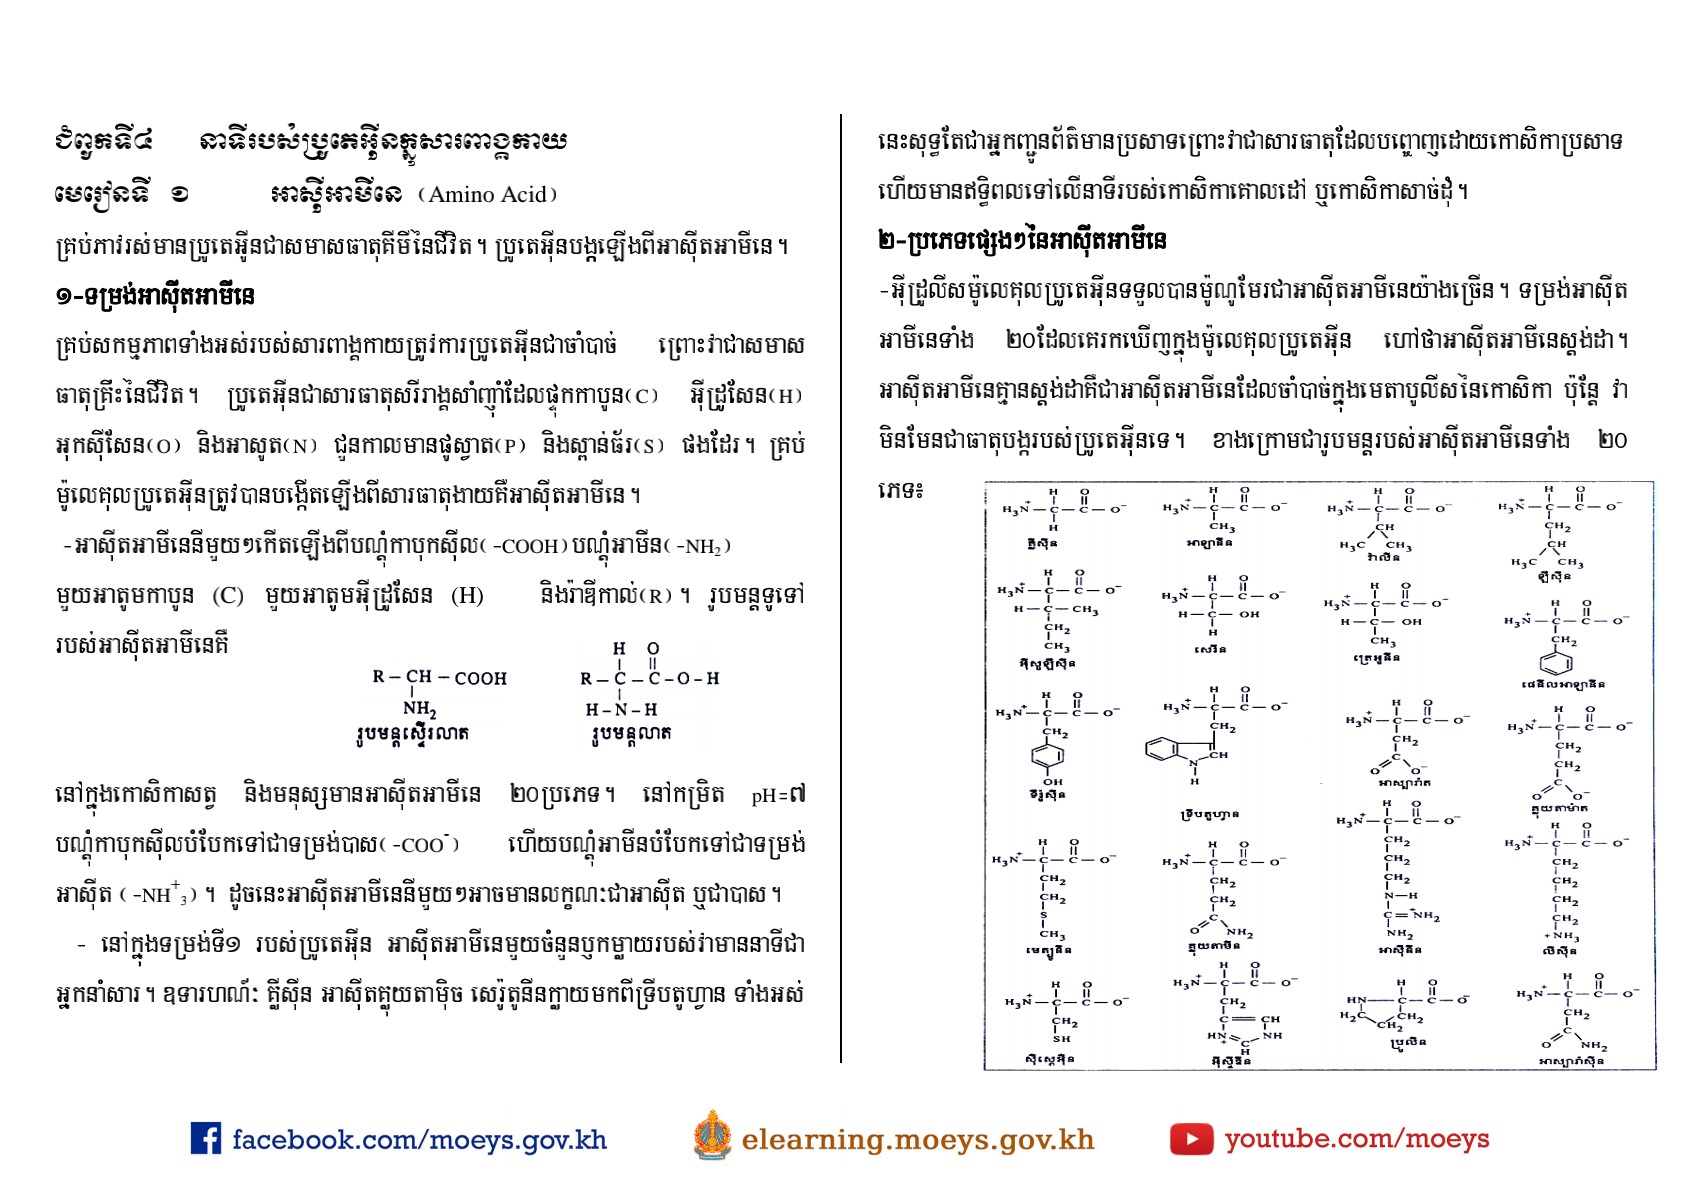 ជំពូកទី៤ នាទីរបស់ប្រូតេអ៊ីនក្នុងសារពាង្គកាយ
មេរៀនទី ១ អាស៊ីតអាមីនេ (Amino Acid)
គ្រប់ភាវរស់មានប្រូតេអ៊ីនជាសមាសធាតុគីមីនៃជីវិត។ ប្រូតេអ៊ីនបង្កឡើងពីអាស៊ីតអាមីនេ។
១-ទម្រង់អាស៊ីតអាមីនេ
គ្រប់សកម្មភាពទាំងអស់របស់សារពាង្គកាយត្រូវការប្រូតេអ៊ីនជាចាំបាច់ ព្រោះវាជាសមាស
ធាតុគ្រឹះនៃជីវិត។ ប្រូតេអ៊ីនជាសារធាតុសរីរាង្គសាំញ៉ាំដែលផ្ទុកកាបូន(C) អ៊ីដ្រូសែន(H)
អុកស៊ីសែន(O) និងអាសូត(N) ជួនកាលមានផូស្វាត(P) និងស្ពាន់ធ័រ(S) ផងដែរ។ គ្រប់
ម៉ូលេគុលប្រូតេអ៊ីនត្រូវបានបង្កើតឡើងពីសារធាតុងាយគឺអាស៊ីតអាមីនេ។
-អាស៊ីតអាមីនេនីមួយៗកើតឡើងពីបណ្តុំកាបុកស៊ីល(-COOH)បណ្តុំអាមីន(-NH₂)
មួយអាតូមកាបូន (C) មួយអាតូមអ៊ីដ្រូសែន (H) និងរ៉ាឌីកាល់(R)។ រូបមន្តទូទៅ
របស់អាស៊ីតអាមីនេគឺ
R – CH – COOH
NH₂
រូបមន្តស្ទើរលាត
H O
R – C – C – O – H
H – N – H
រូបមន្តលាត
នៅក្នុងកោសិកាសត្វ និងមនុស្សមានអាស៊ីតអាមីនេ ២០ប្រភេទ។ នៅកម្រិត pH=៧
បណ្តុំកាបុកស៊ីលបំបែកទៅជាទម្រង់បាស(-COO⁻) ហើយបណ្តុំអាមីនបំបែកទៅជាទម្រង់
អាស៊ីត (-NH⁺₃)។ ដូចនេះអាស៊ីតអាមីនេនីមួយៗអាចមានលក្ខណៈជាអាស៊ីត ឬជាបាស។
- នៅក្នុងទម្រង់ទី១ របស់ប្រូតេអ៊ីន អាស៊ីតអាមីនេមួយចំនួនឬកម្លាយរបស់វាមាននាទីជា
អ្នកនាំសារ។ ឧទារហណ៍ៈ គ្លីស៊ីន អាស៊ីតគ្លុយតាម៉ិច សេរ៉ូតូនីនក្លាយមកពីទ្រីបតូហ្វាន ទាំងអស់
នេះសុទ្ធតែជាអ្នកបញ្ជូនព័ត៌មានប្រសាទព្រោះវាជាសារធាតុដែលបញ្ចេញដោយកោសិកាប្រសាទ
ហើយមានឥទ្ធិពលទៅលើនាទីរបស់កោសិកាគោលដៅ ឬកោសិកាសាច់ដុំ។
២-ប្រភេទផ្សេងៗនៃអាស៊ីតអាមីនេ
-អ៊ីដ្រូលីសម៉ូលេគុលប្រូតេអ៊ីនទទួលបានម៉ូណូមែរជាអាស៊ីតអាមីនេយ៉ាងច្រើន។ ទម្រង់អាស៊ីត
អាមីនេទាំង ២០ដែលគេរកឃើញក្នុងម៉ូលេគុលប្រូតេអ៊ីន ហៅថាអាស៊ីតអាមីនេស្តង់ដា។
អាស៊ីតអាមីនេគ្មានស្តង់ដាគឺជាអាស៊ីតអាមីនេដែលចាំបាច់ក្នុងមេតាបូលីសនៃកោសិកា ប៉ុន្តែ វា
មិនមែនជាធាតុបង្ករបស់ប្រូតេអ៊ីនទេ។ ខាងក្រោមជារូបមន្តរបស់អាស៊ីតអាមីនេទាំង ២០
ភេទ៖
គ្លីស៊ីន អាឡានីន វ៉ាលីន ឡឺស៊ីន
អ៊ីសូឡឺស៊ីន សេរីន ត្រេអូនីន ផេនីលអាឡានីន
ទីរ៉ូស៊ីន ទ្រីបតូហ្វាន អាស្ប៉ារ៉ាត គ្លុយតាម៉ាត
មេត្យូនីន គ្លុយតាមីន អាស៊ីនីន លីស៊ីន
ស៊ីស្តេអ៊ីន អ៊ីស្ទីឌីន ប្រូលីន អាស្ប៉ារ៉ាស៊ីន
facebook.com/moeys.gov.kh elearning.moeys.gov.kh youtube.com/moeys